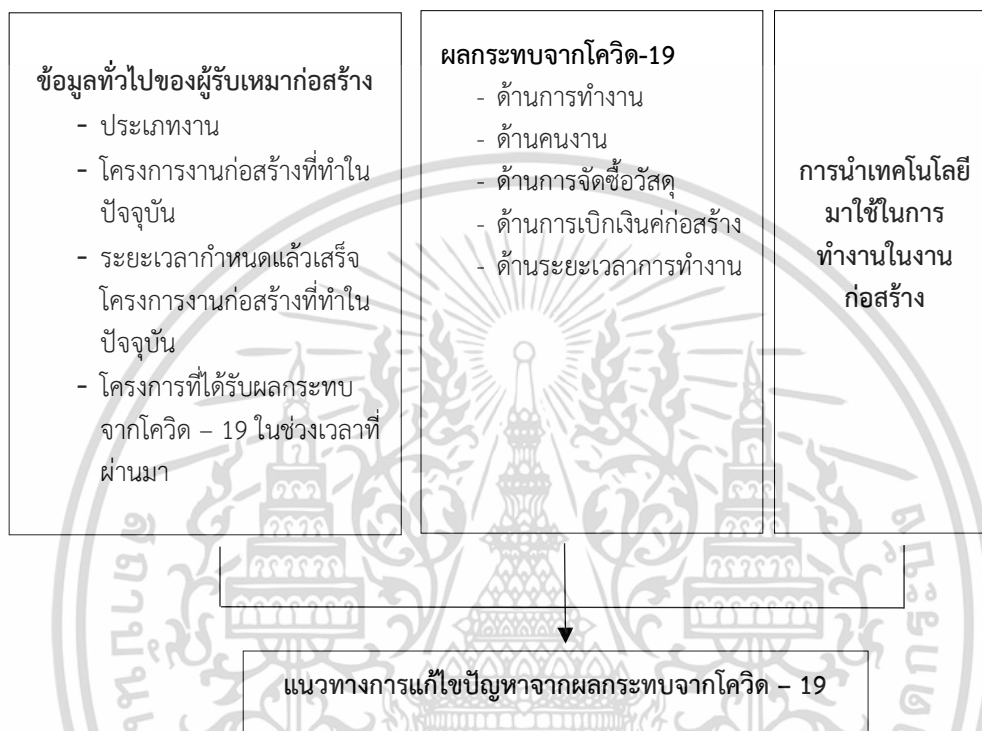 ข้อมูลทั่วไปของผู้รับเหมาก่อสร้าง
- ประเภทงาน
- โครงการงานก่อสร้างที่ทำใน
ปัจจุบัน
- ระยะเวลากำหนดแล้วเสร็จ
โครงการงานก่อสร้างที่ทำใน
ปัจจุบัน
- โครงการที่ได้รับผลกระทบ
จากโควิด – 19 ในช่วงเวลาที่
ผ่านมา
ผลกระทบจากโควิด-19
- ด้านการทำงาน
- ด้านคนงาน
- ด้านการจัดซื้อวัสดุ
- ด้านการเบิกเงินค่ก่อสร้าง
- ด้านระยะเวลาการทำงาน
การนำเทคโนโลยี
มาใช้ในการ
ทำงานในงาน
ก่อสร้าง
แนวทางการแก้ไขปัญหาจากผลกระทบจากโควิด – 19